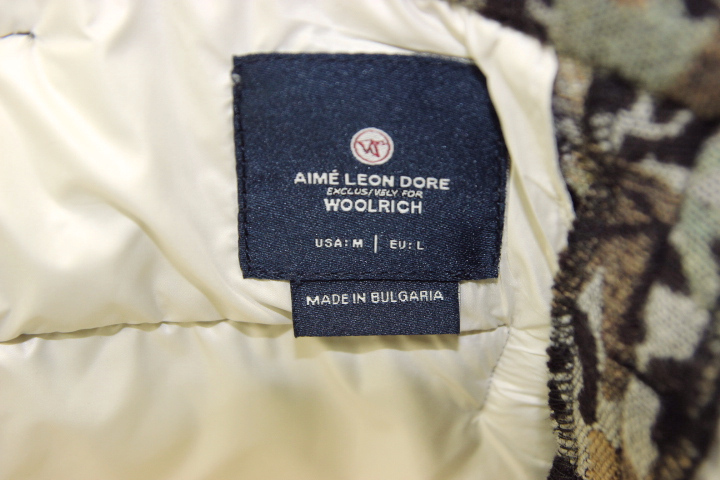 AIMÉ LEON DORE
EXCLUSIVELY FOR
WOOLRICH
USA: M | EU: L
MADE IN BULGARIA